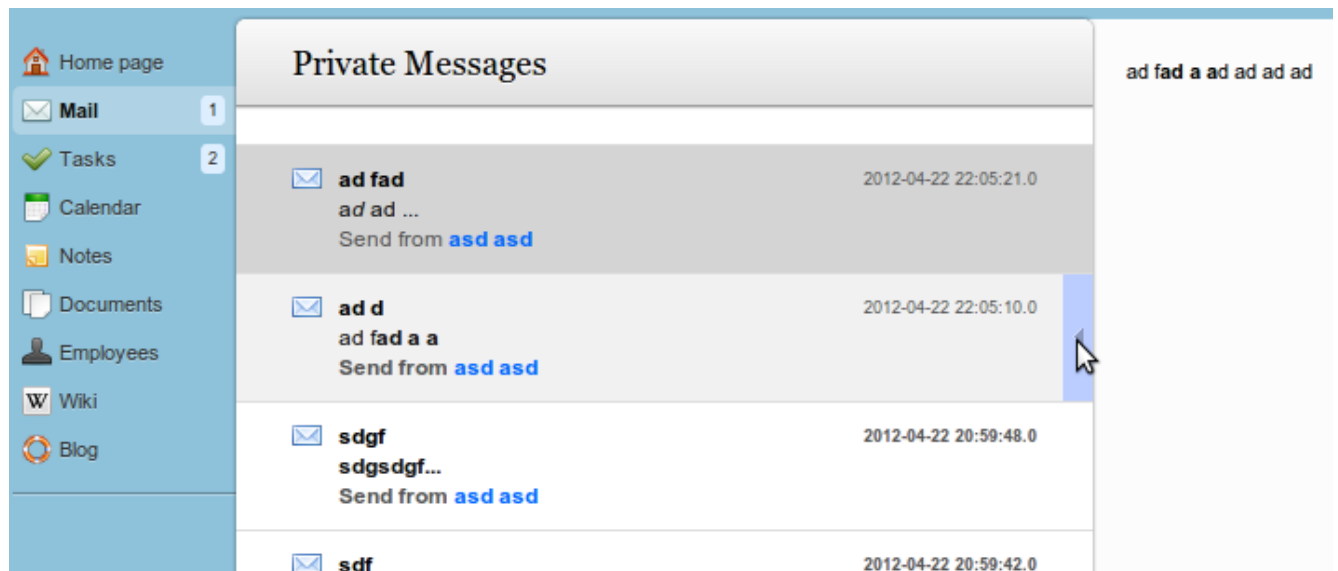 Home page
Mail 1
Tasks 2
Calendar
Notes
Documents
Employees
Wiki
Blog
Private Messages
ad fad 2012-04-22 22:05:21.0
ad ad ...
Send from asd asd
ad d 2012-04-22 22:05:10.0
ad fad a a
Send from asd asd
sdgf 2012-04-22 20:59:48.0
sdgsdgf...
Send from asd asd
sdf 2012-04-22 20:59:42.0
ad fad a ad ad ad ad